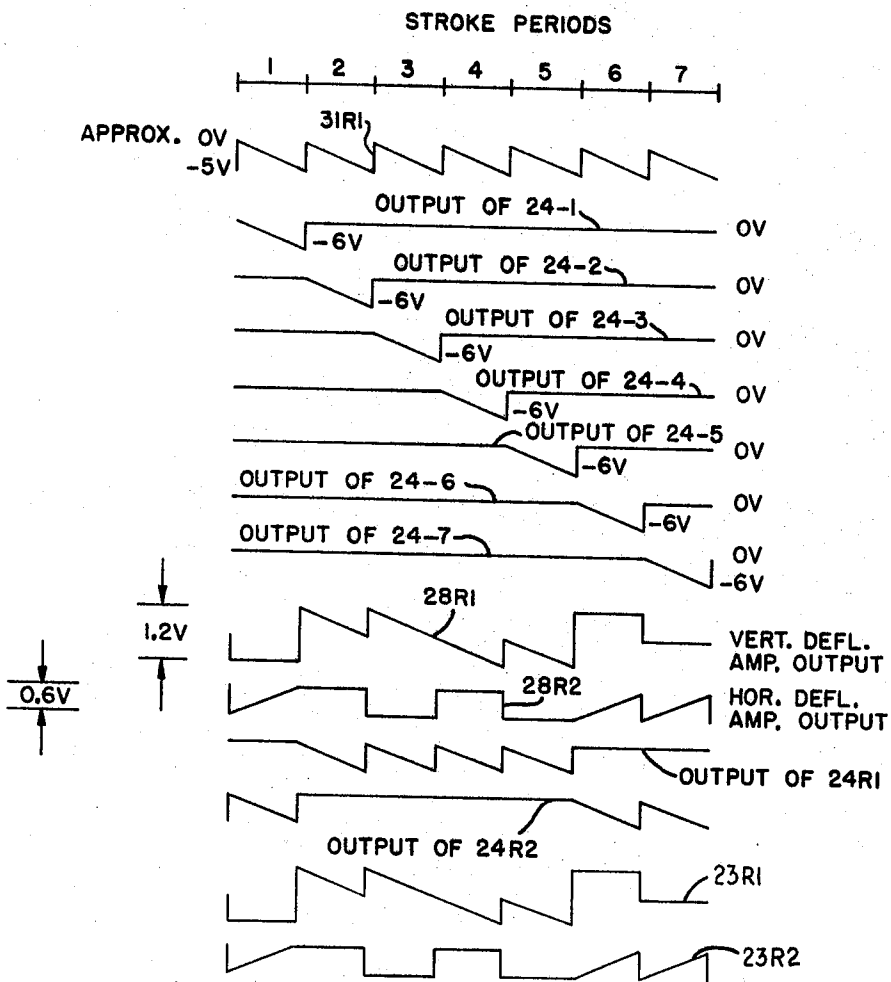 STROKE PERIODS
1 2 3 4 5 6 7
APPROX. 0V
-5V
31R1
OUTPUT OF 24-1
-6V
0V
OUTPUT OF 24-2
-6V
0V
OUTPUT OF 24-3
-6V
0V
OUTPUT OF 24-4
-6V
0V
OUTPUT OF 24-5
-6V
0V
OUTPUT OF 24-6
-6V
0V
OUTPUT OF 24-7
0V
-6V
1.2V
28R1
VERT. DEFL.
AMP. OUTPUT
0.6V
28R2
HOR. DEFL.
AMP. OUTPUT
OUTPUT OF 24R1
OUTPUT OF 24R2
23R1
23R2